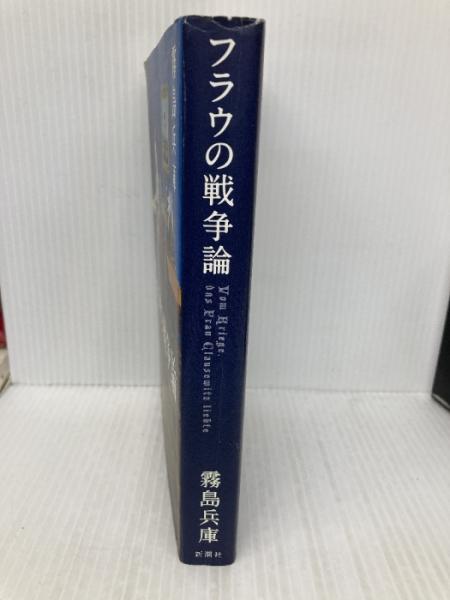 フラウの戦争論
Vom Kriege,
das Frau Clausewitz liebte
霧島兵庫
新潮社